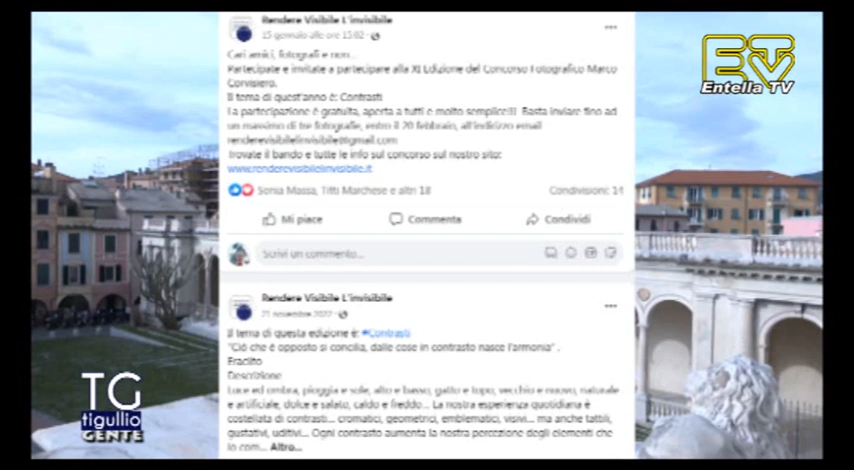 Rendere Visibile L'invisibile
15 gennaio alle ore 15:02
Cari amici, fotografi e non...
Partecipate e invitate a partecipare alla XI Edizione del Concorso Fotografico Marco
Corvisiero.
Il tema di quest'anno è: Contrasti
La partecipazione è gratuita, aperta a tutti e molto semplice!!! Basta inviare fino ad
un massimo di tre fotografie, entro il 20 febbraio, all'indirizzo email
renderevisibilelinvisibile@gmail.com
Trovate il bando e tutte le info sul concorso sul nostro sito:
www.renderevisibilelinvisibile.it
Sonia Massa, Titti Marchese e altri 18
Condivisioni: 14
Mi piace
Commenta
Condividi
Scrivi un commento...
Rendere Visibile L'invisibile
21 novembre 2022
Il tema di questa edizione è: #Contrasti
"Ciò che è opposto si concilia, dalle cose in contrasto nasce l'armonia" .
Eraclito
Descrizione
Luce ed ombra, pioggia e sole, alto e basso, gatto e topo, vecchio e nuovo, naturale
e artificiale, dolce e salato, caldo e freddo... La nostra esperienza quotidiana è
costellata di contrasti... cromatici, geometrici, emblematici, visivi... ma anche tattili,
gustativi, uditivi... Ogni contrasto aumenta la nostra percezione degli elementi che
lo com... Altro...
ETV
Entella TV
TG
tigullio
GENTE